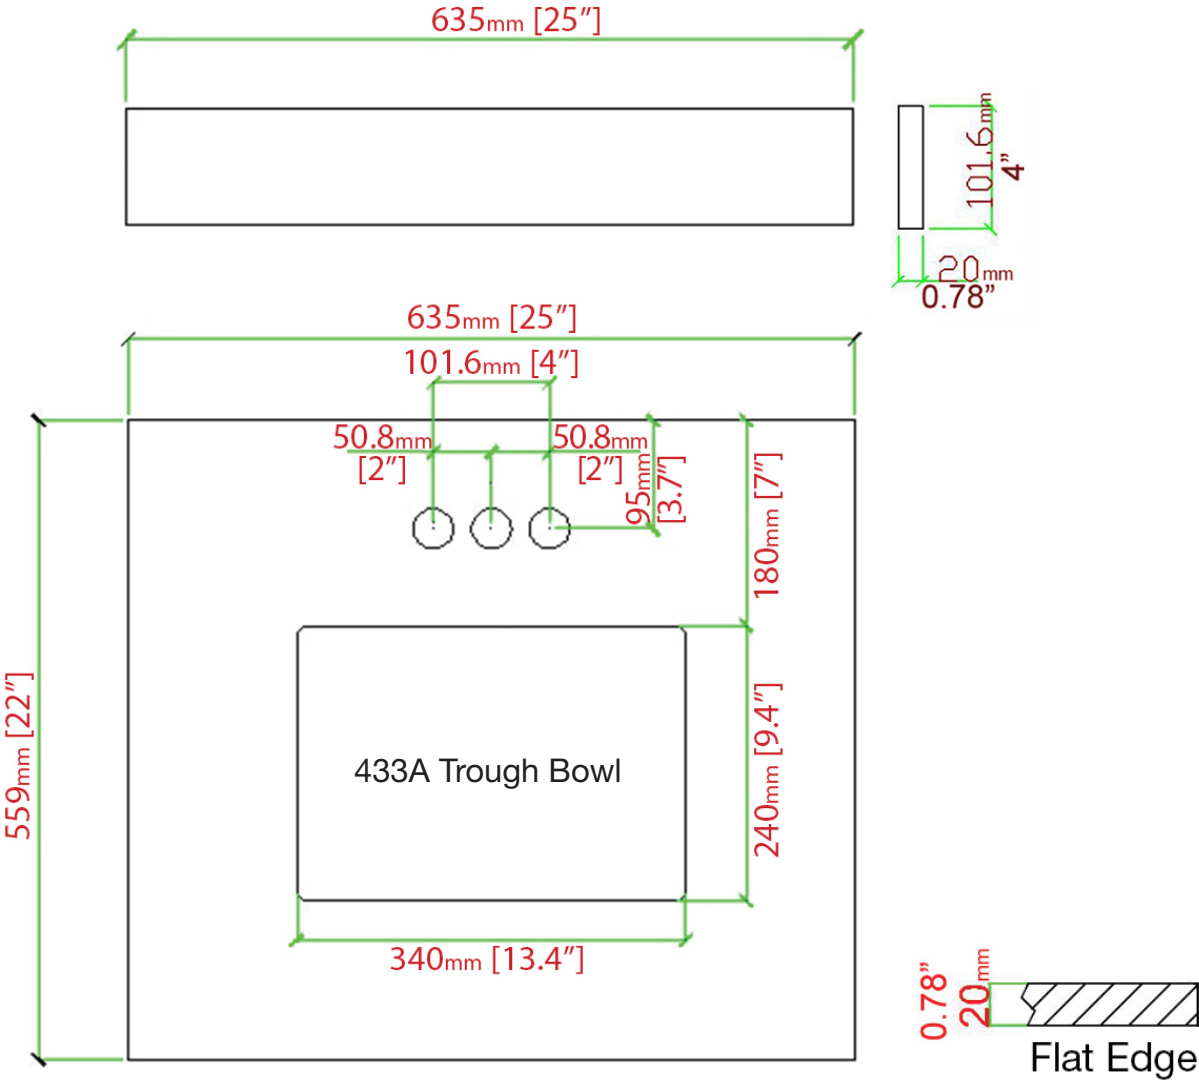 635mm [25”]
101.6mm
4”
20mm
0.78”
635mm [25”]
101.6mm [4”]
50.8mm
[2”]
50.8mm
[2”]
95mm
[3.7”]
180mm [7”]
559mm [22”]
240mm [9.4”]
433A Trough Bowl
340mm [13.4”]
0.78”
20mm
Flat Edge